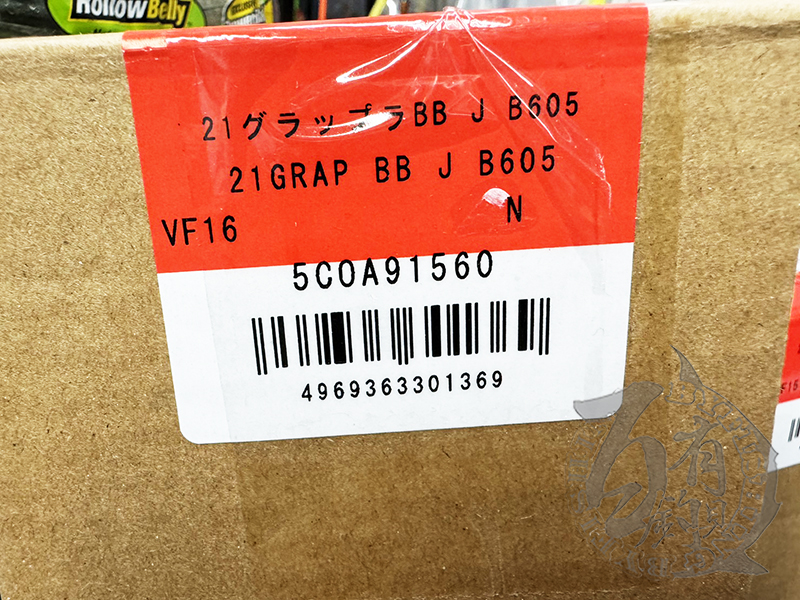 HollowBelly
21グラップラBB J B605
21GRAP BB J B605
VF16 N
5C0A91560
4969363301369